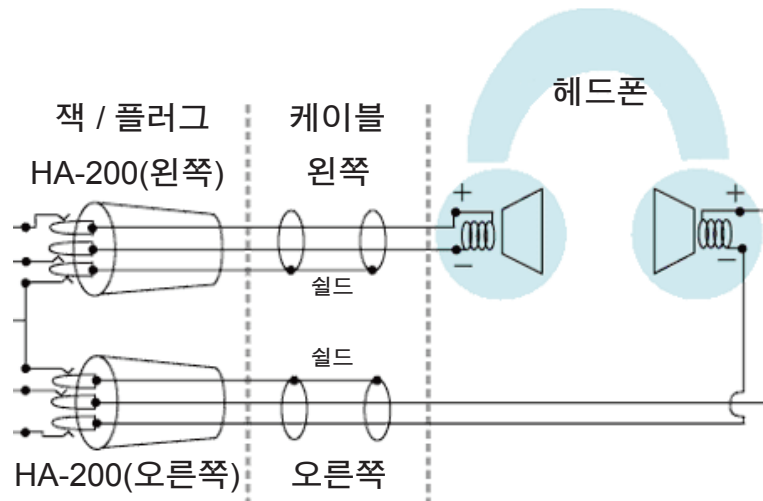 헤드폰
잭 / 플러그
케이블
HA-200(왼쪽)
왼쪽
+
+
−
−
쉴드
쉴드
HA-200(오른쪽)
오른쪽